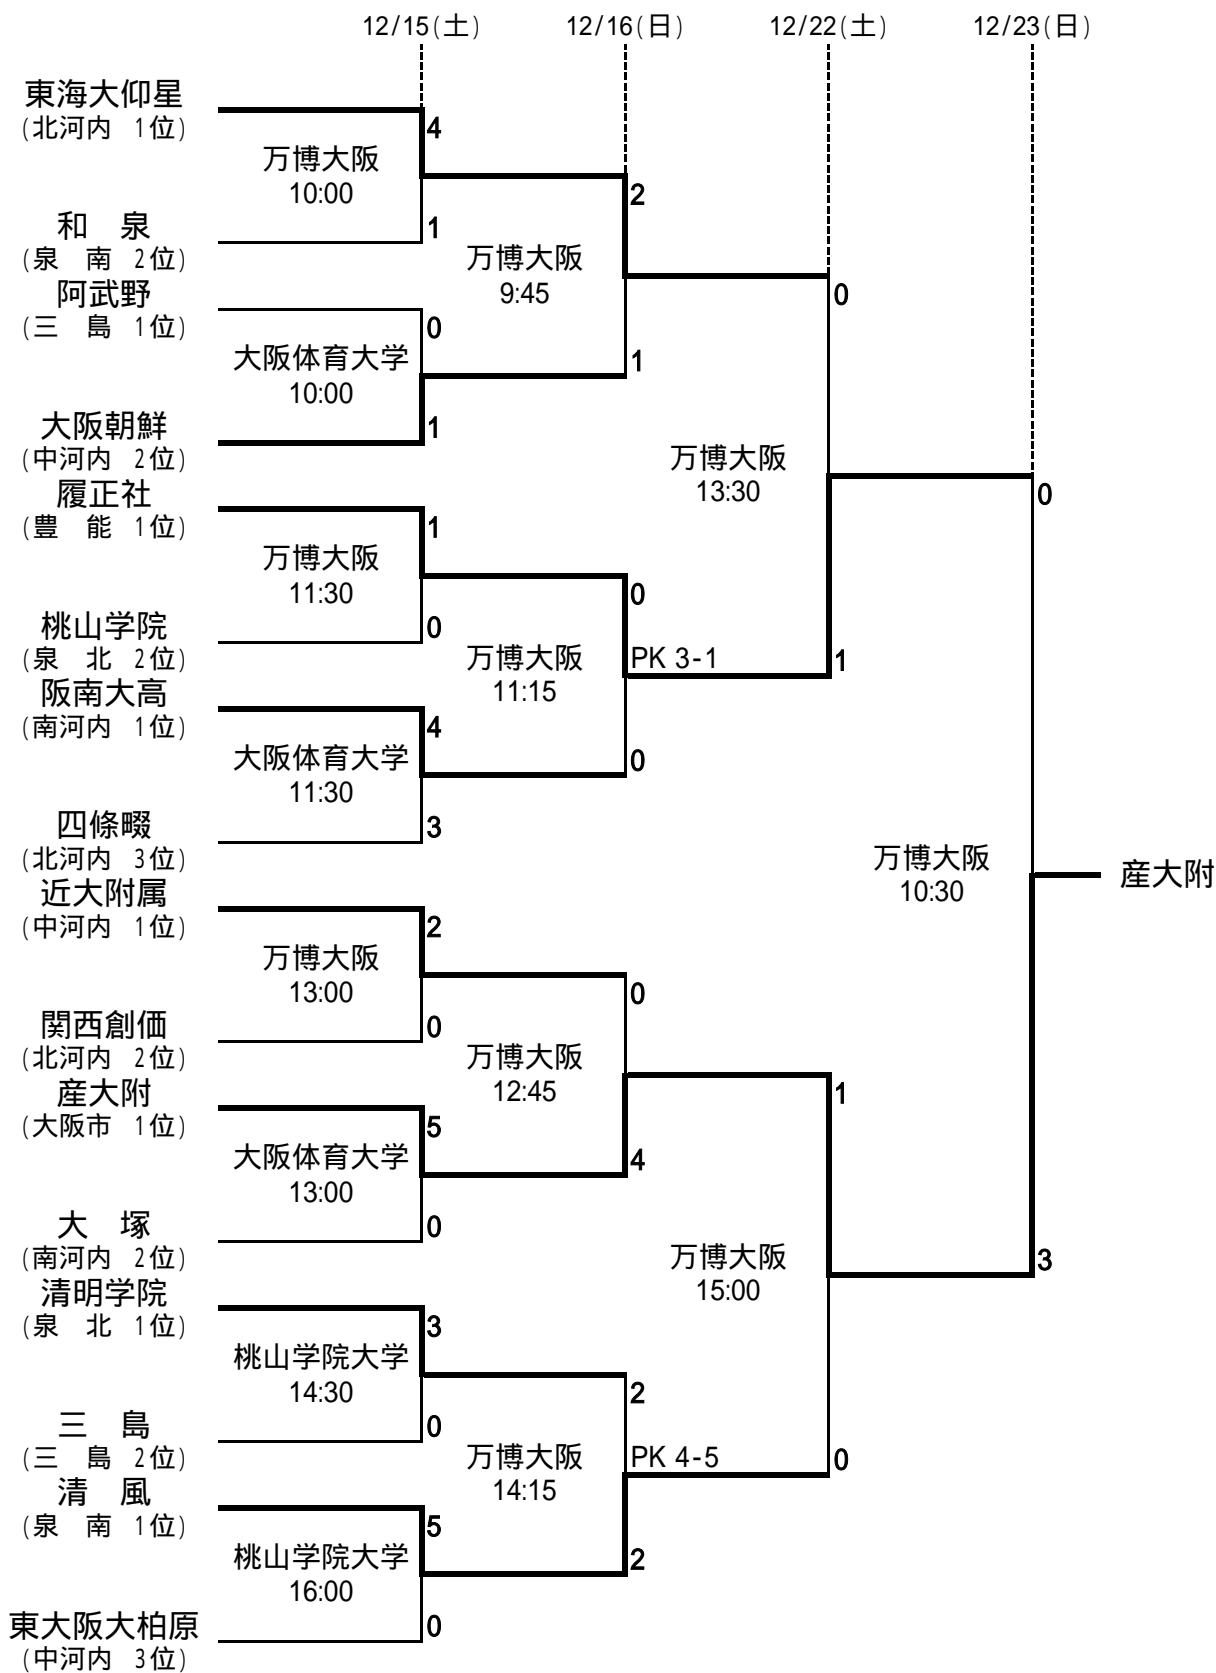 12/15(土) 12/16(日) 12/22(土) 12/23(日)
東海大仰星
(北河内 1位)
4
万博大阪
10:00
2
和 泉
(泉 南 2位)
1
万博大阪
9:45
阿武野
(三 島 1位)
0
0
大阪体育大学
10:00
1
大阪朝鮮
(中河内 2位)
1
万博大阪
13:30
履正社
(豊 能 1位)
1
0
万博大阪
11:30
0
桃山学院
(泉 北 2位)
0
万博大阪
11:15
PK 3-1
1
阪南大高
(南河内 1位)
4
大阪体育大学
11:30
0
四條畷
(北河内 3位)
3
万博大阪
10:30
産大附
近大附属
(中河内 1位)
2
万博大阪
13:00
0
関西創価
(北河内 2位)
0
万博大阪
12:45
産大附
(大阪市 1位)
5
1
大阪体育大学
13:00
4
大 塚
(南河内 2位)
0
万博大阪
15:00
3
清明学院
(泉 北 1位)
3
桃山学院大学
14:30
2
三 島
(三 島 2位)
0
万博大阪
14:15
PK 4-5
0
清 風
(泉 南 1位)
5
桃山学院大学
16:00
2
東大阪大柏原
(中河内 3位)
0